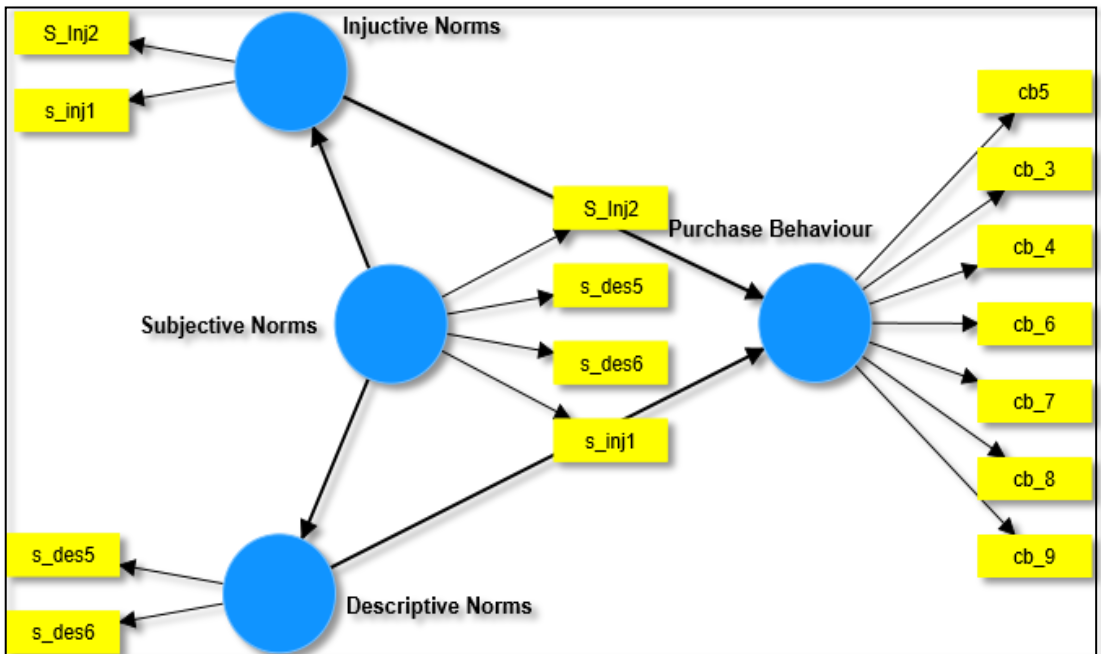 S_Inj2
Injuctive Norms
s_inj1
cb5
cb_3
S_Inj2
Purchase Behaviour
cb_4
s_des5
Subjective Norms
cb_6
s_des6
cb_7
s_inj1
cb_8
s_des5
cb_9
Descriptive Norms
s_des6